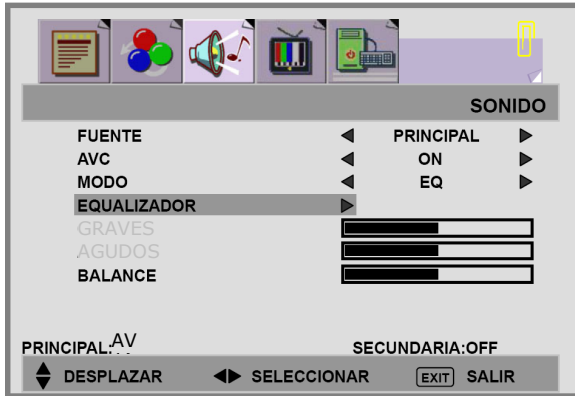 SONIDO
FUENTE PRINCIPAL
AVC ON
MODO EQ
EQUALIZADOR
GRAVES
AGUDOS
BALANCE
PRINCIPAL:AV SECUNDARIA:OFF
DESPLAZAR SELECCIONAR EXIT SALIR